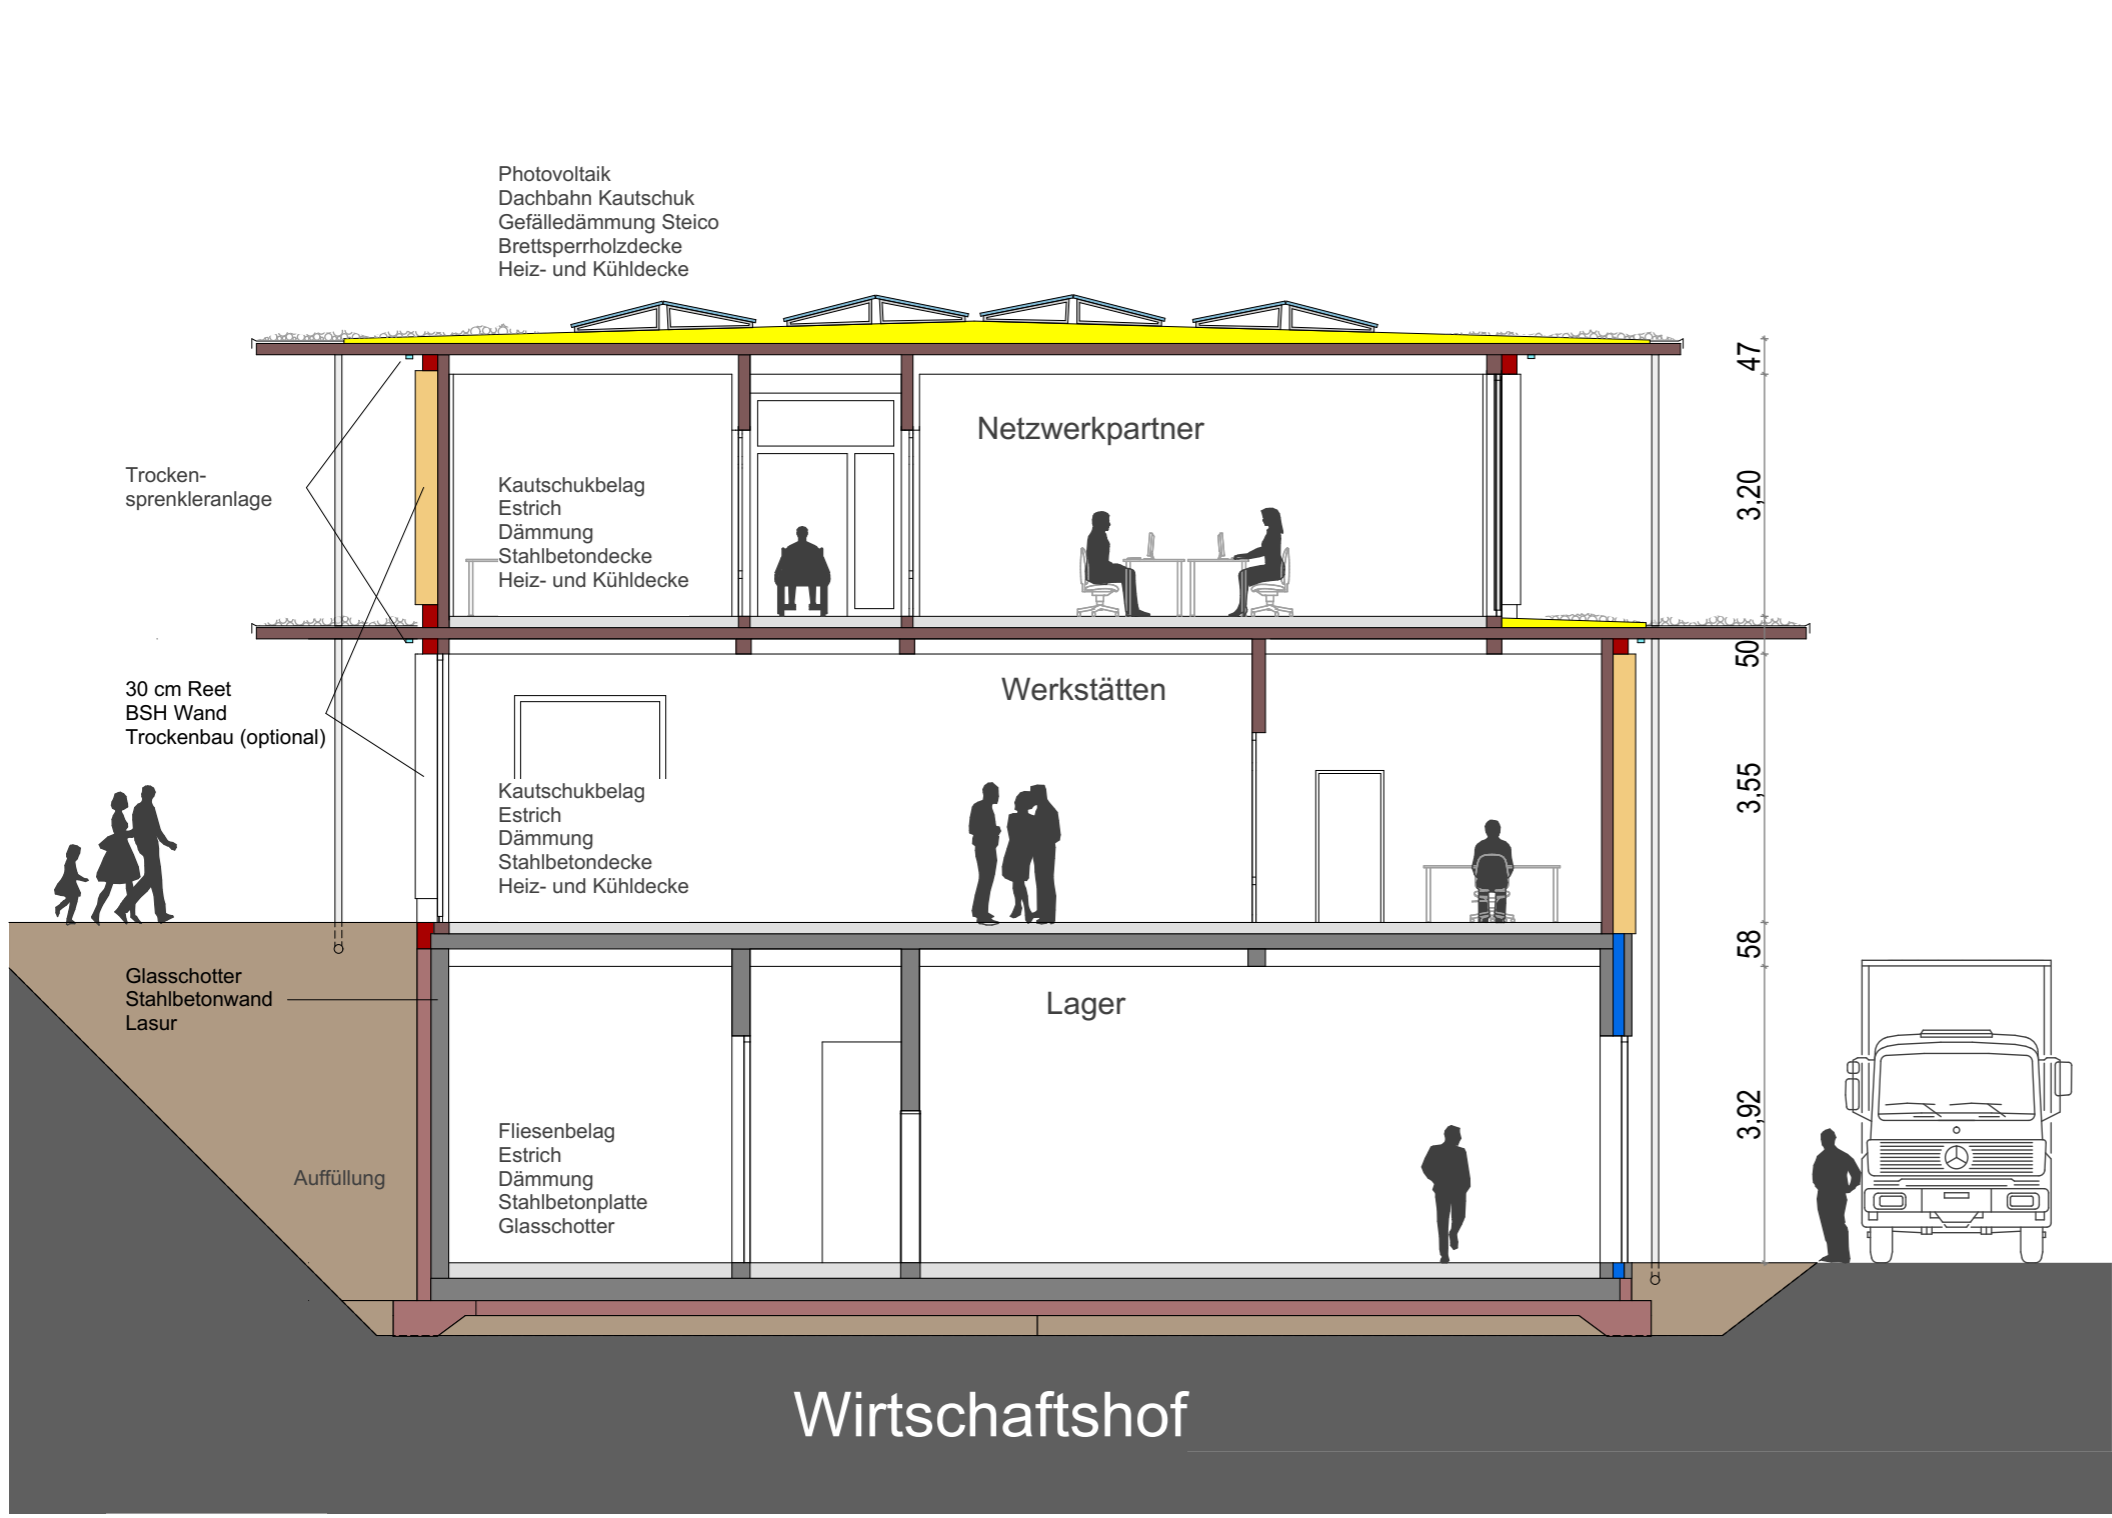 Photovoltaik
Dachbahn Kautschuk
Gefälledämmung Steico
Brettsperrholzdecke
Heiz- und Kühldecke
47
Netzwerkpartner
Trocken-
sprenkleranlage
Kautschukbelag
Estrich
Dämmung
Stahlbetondecke
Heiz- und Kühldecke
3,20
50
30 cm Reet
BSH Wand
Trockenbau (optional)
Werkstätten
Kautschukbelag
Estrich
Dämmung
Stahlbetondecke
Heiz- und Kühldecke
3,55
58
Glasschotter
Stahlbetonwand
Lasur
Lager
3,92
Auffüllung
Fliesenbelag
Estrich
Dämmung
Stahlbetonplatte
Glasschotter
Wirtschaftshof